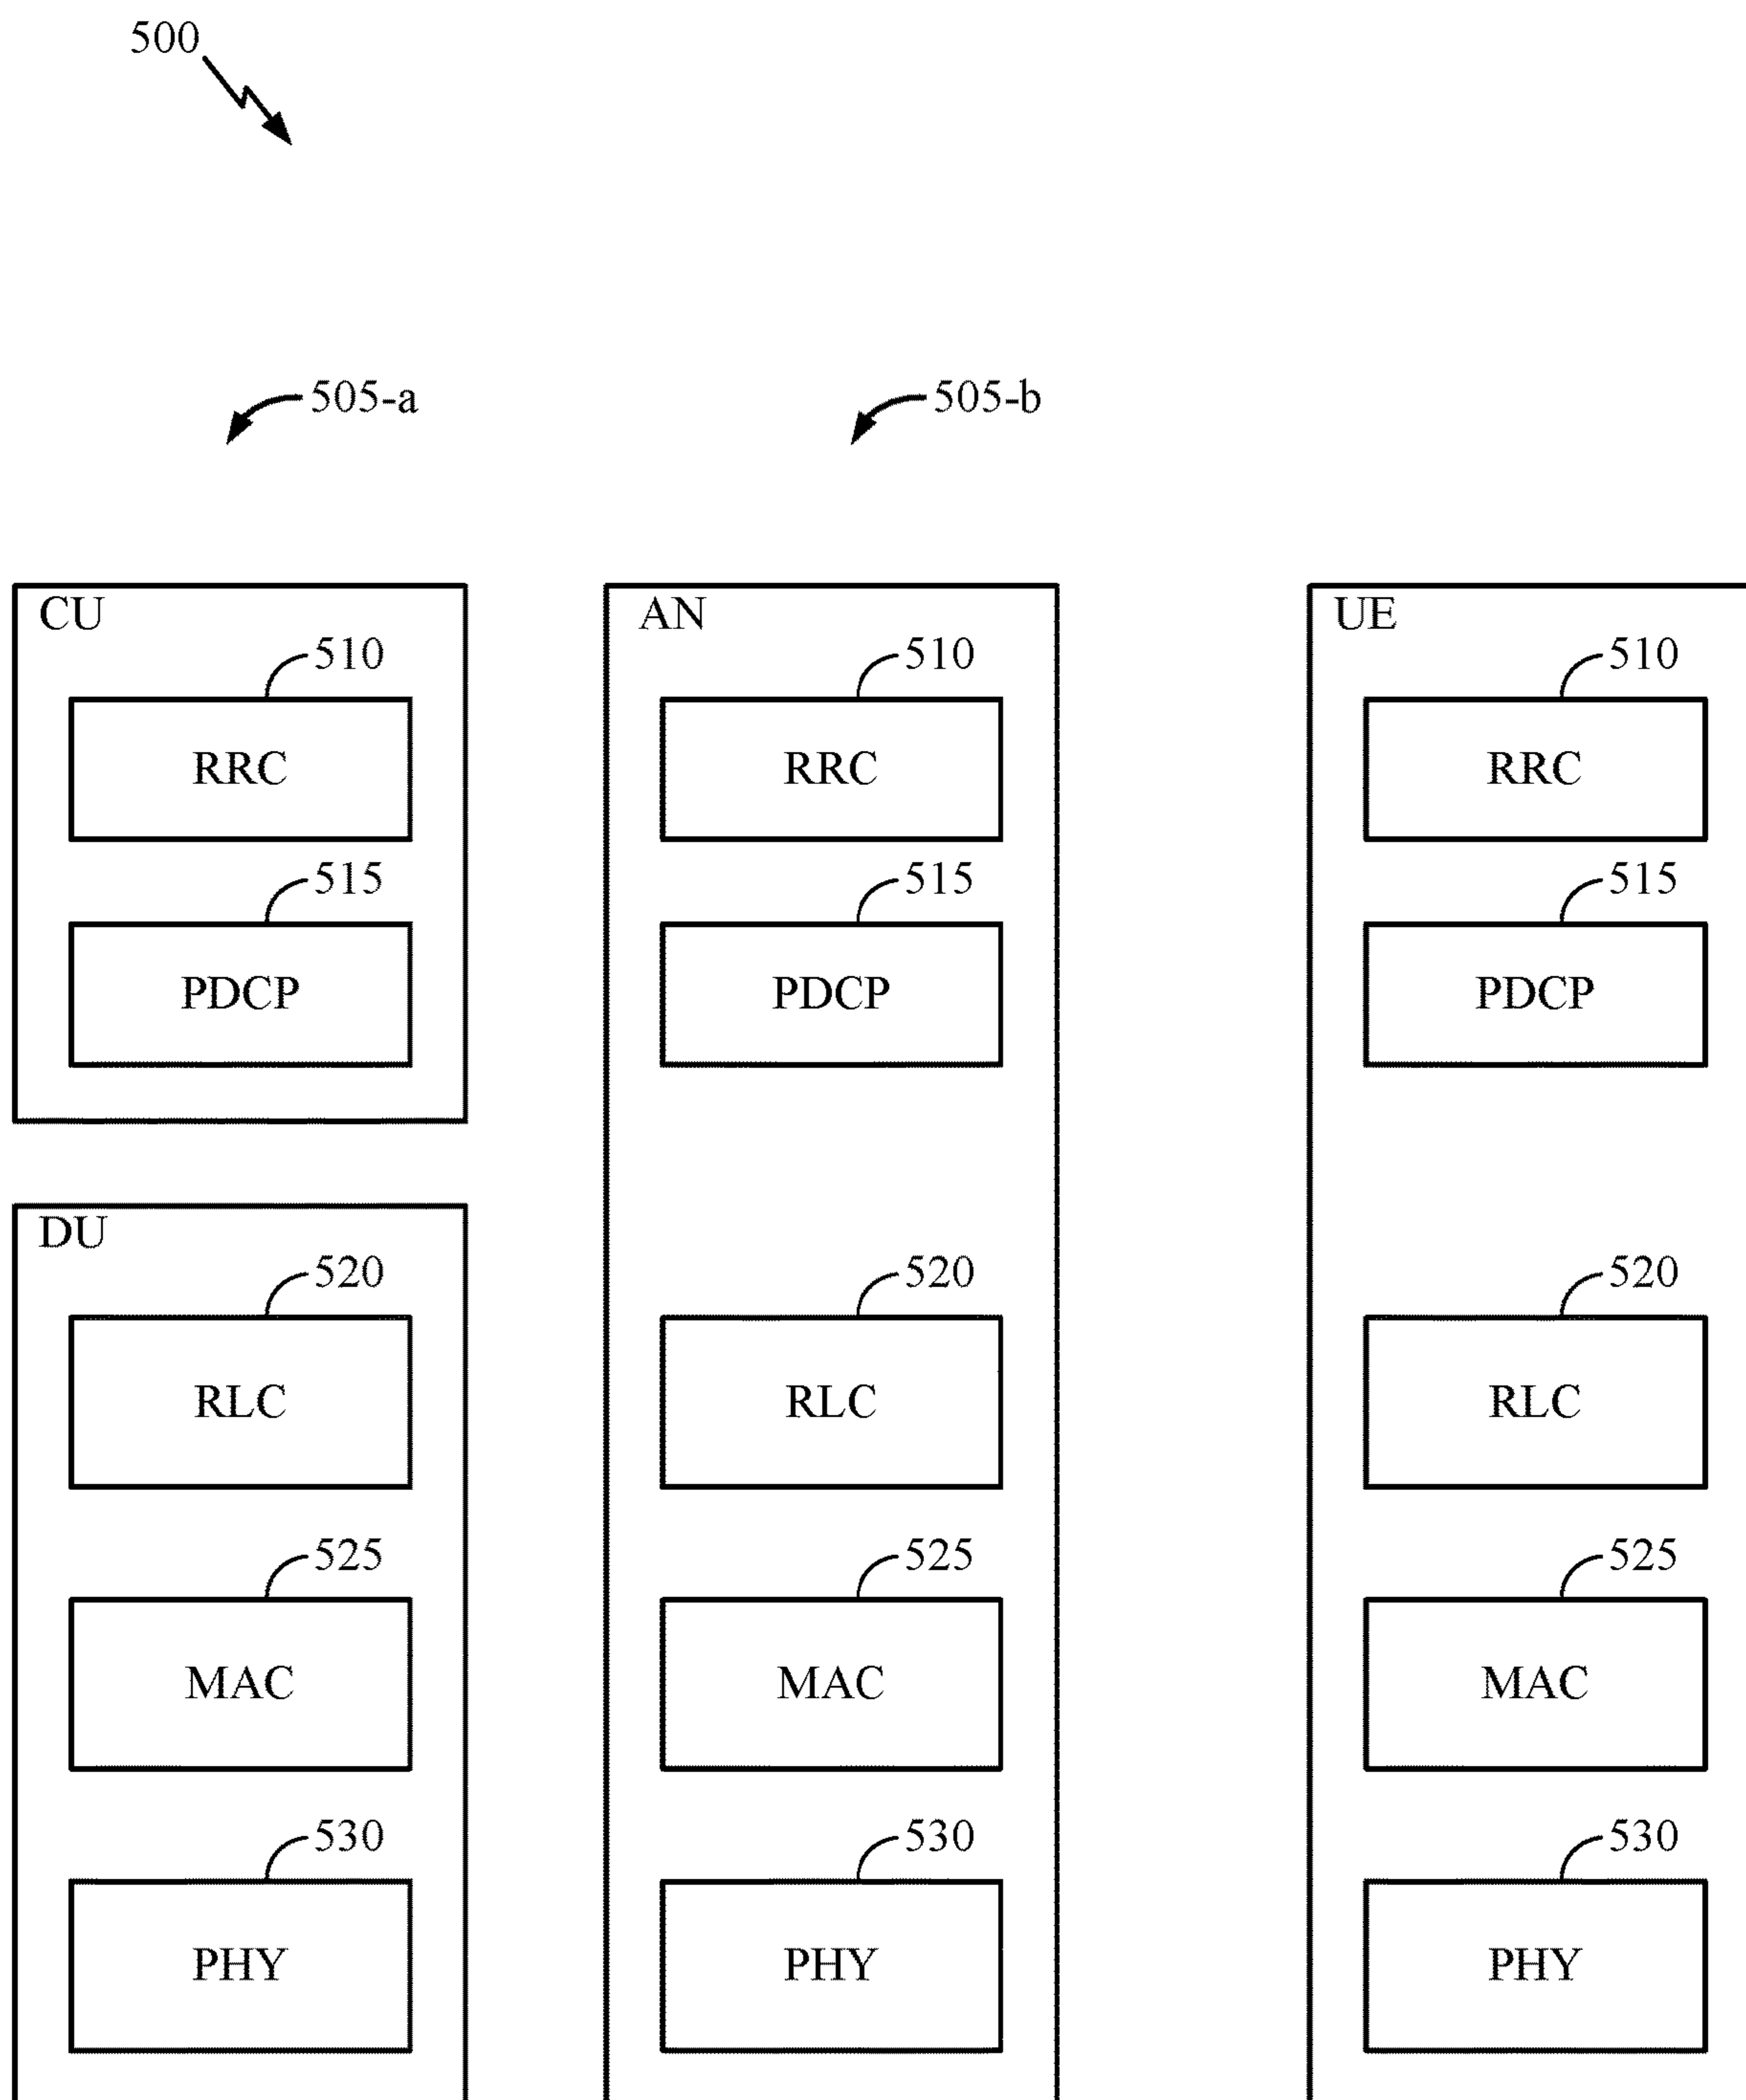 500
505-a 505-b
CU AN UE
510 510 510
RRC RRC RRC
515 515 515
PDCP PDCP PDCP
DU
520 520 520
RLC RLC RLC
525 525 525
MAC MAC MAC
530 530 530
PHY PHY PHY